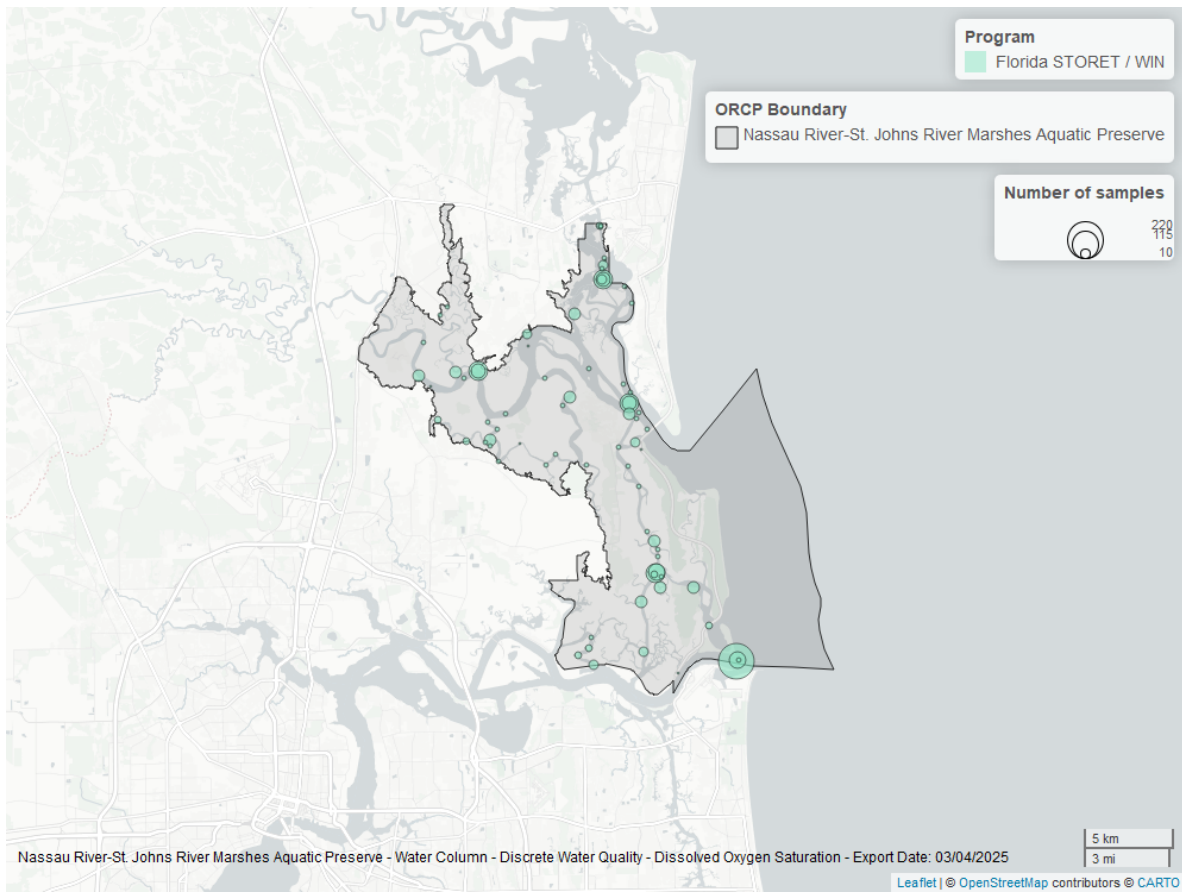 Program
Florida STORET / WIN
ORCP Boundary
Nassau River-St. Johns River Marshes Aquatic Preserve
Number of samples
220
115
10
5 km
3 mi
Nassau River-St. Johns River Marshes Aquatic Preserve - Water Column - Discrete Water Quality - Dissolved Oxygen Saturation - Export Date: 03/04/2025
Leaflet | © OpenStreetMap contributors © CARTO